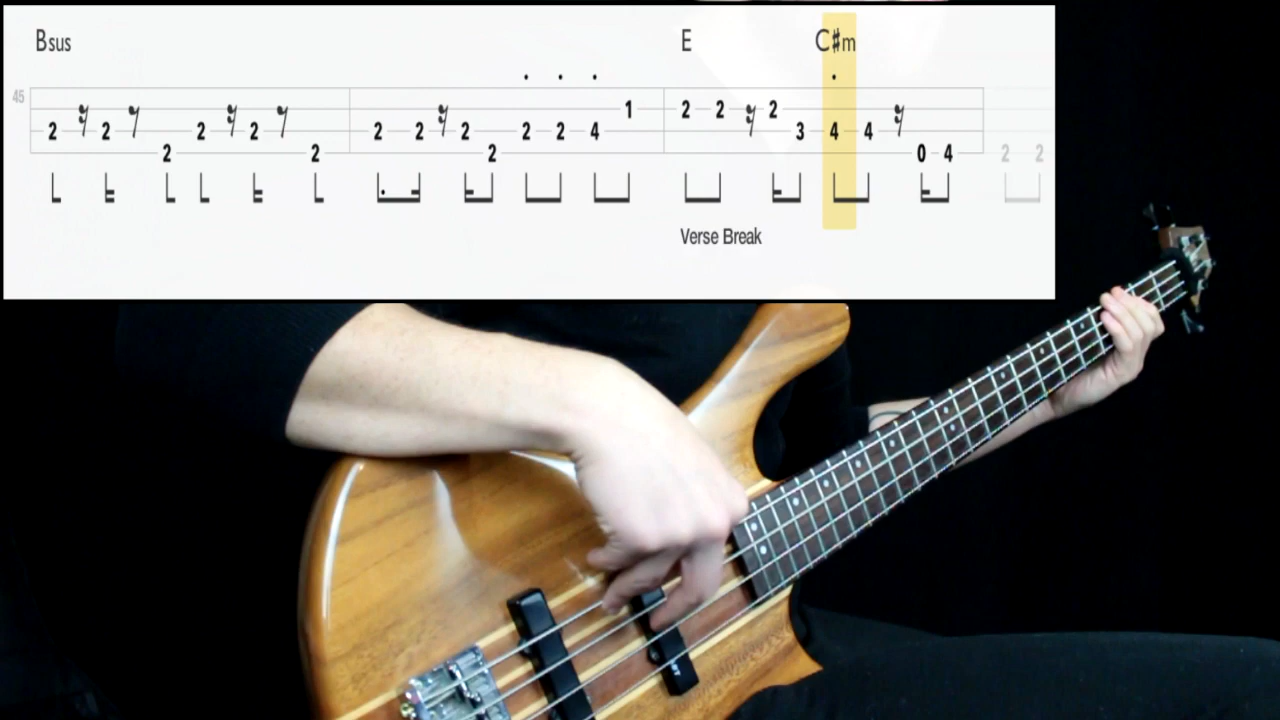 Bsus E C♯m
45
2 2 1
2 2 2 2 2 2 2 2 2 4 3 4 4
2 2 2 0 4 2 2
Verse Break